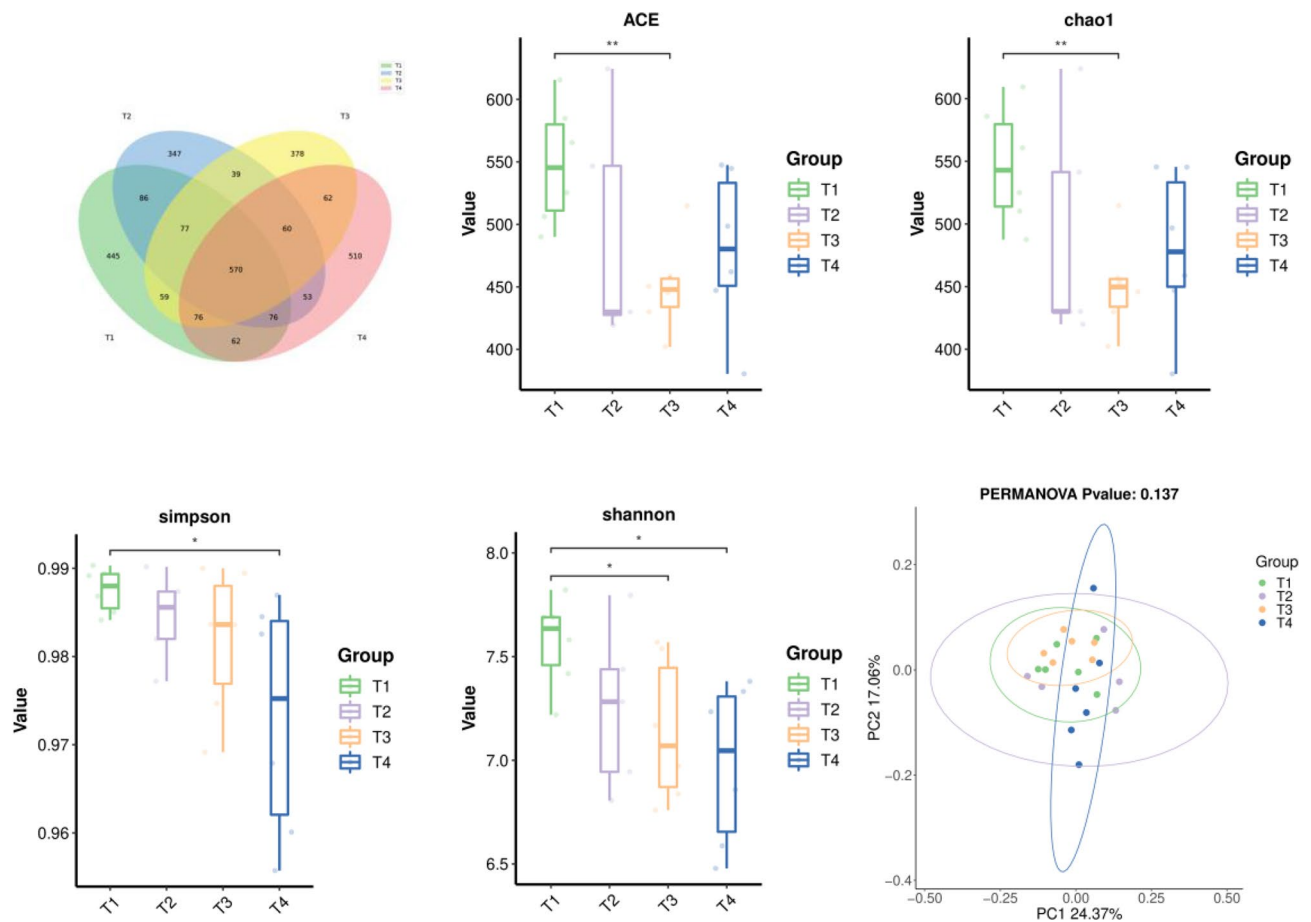 T1
T2
T3
T4
T2
T3
347
378
39
86
62
77
60
445
510
570
59
53
76
76
62
T1
T4
ACE
**
600
550
500
450
400
Value
T1
T2
T3
T4
Group
T1
T2
T3
T4
chao1
**
600
550
500
450
400
Value
T1
T2
T3
T4
Group
T1
T2
T3
T4
simpson
*
0.99
0.98
0.97
0.96
Value
T1
T2
T3
T4
Group
T1
T2
T3
T4
shannon
*
*
8.0
7.5
7.0
6.5
Value
T1
T2
T3
T4
Group
T1
T2
T3
T4
PERMANOVA Pvalue: 0.137
0.2
0.0
−0.2
−0.4
PC2 17.06%
−0.50
−0.25
0.00
0.25
0.50
PC1 24.37%
Group
T1
T2
T3
T4